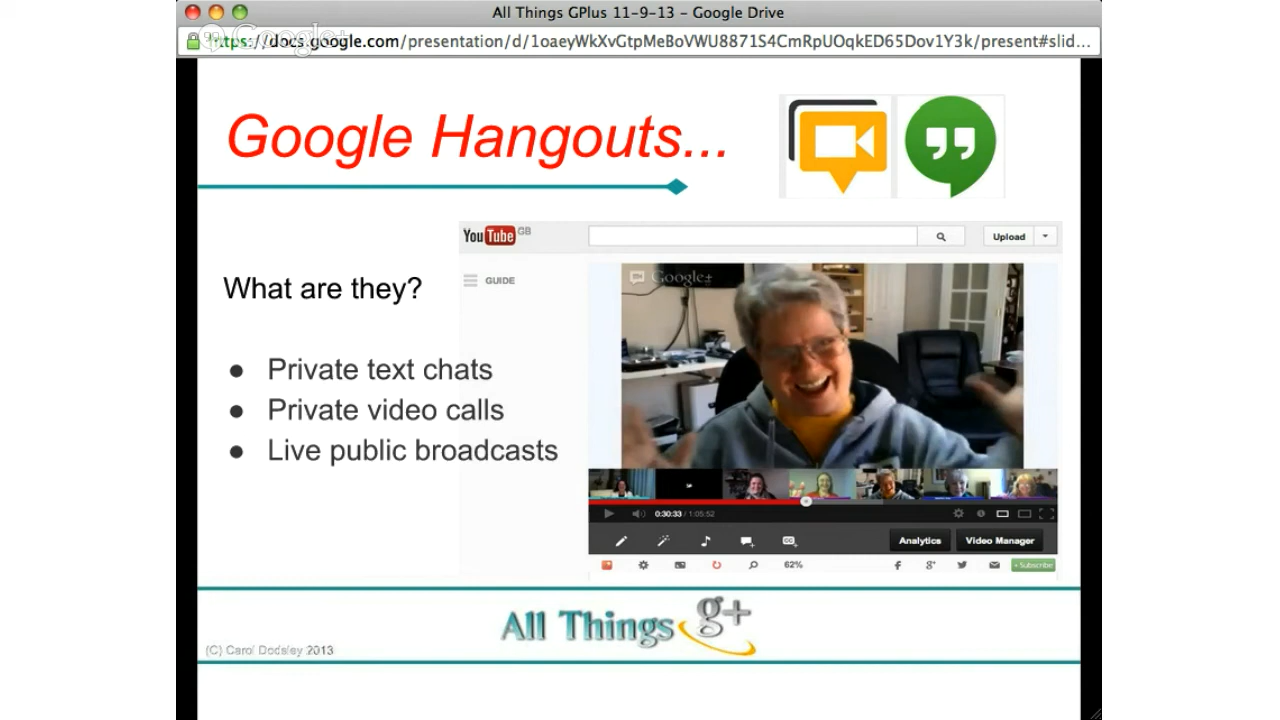 All Things GPlus 11-9-13 – Google Drive
https://docs.google.com/presentation/d/1oaeyWkXvGtpMeBoVWU8871S4CmRpUOqkED65Dov1Y3k/present#slid...
Google+
Google Hangouts...
YouTube GB
Upload
What are they?
GUIDE
Google+
● Private text chats
● Private video calls
● Live public broadcasts
0:30:33 / 1:05:52
Analytics
Video Manager
62%
+ Subscribe
All Things g+
(C) Carol Dodsley 2013